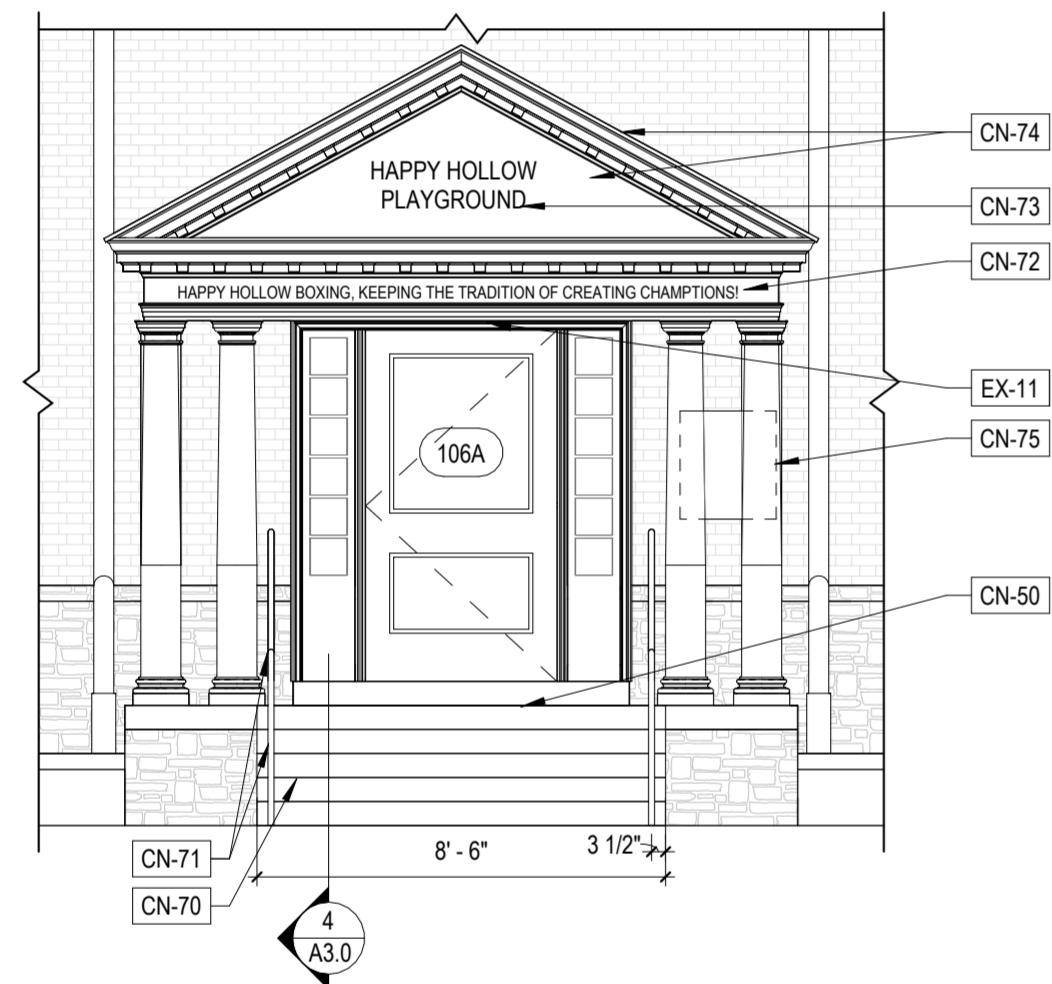 HAPPY HOLLOW
PLAYGROUND
HAPPY HOLLOW BOXING, KEEPING THE TRADITION OF CREATING CHAMPTIONS!
106A
CN-74
CN-73
CN-72
EX-11
CN-75
CN-50
CN-71
CN-70
8' - 6"
3 1/2"
4
A3.0